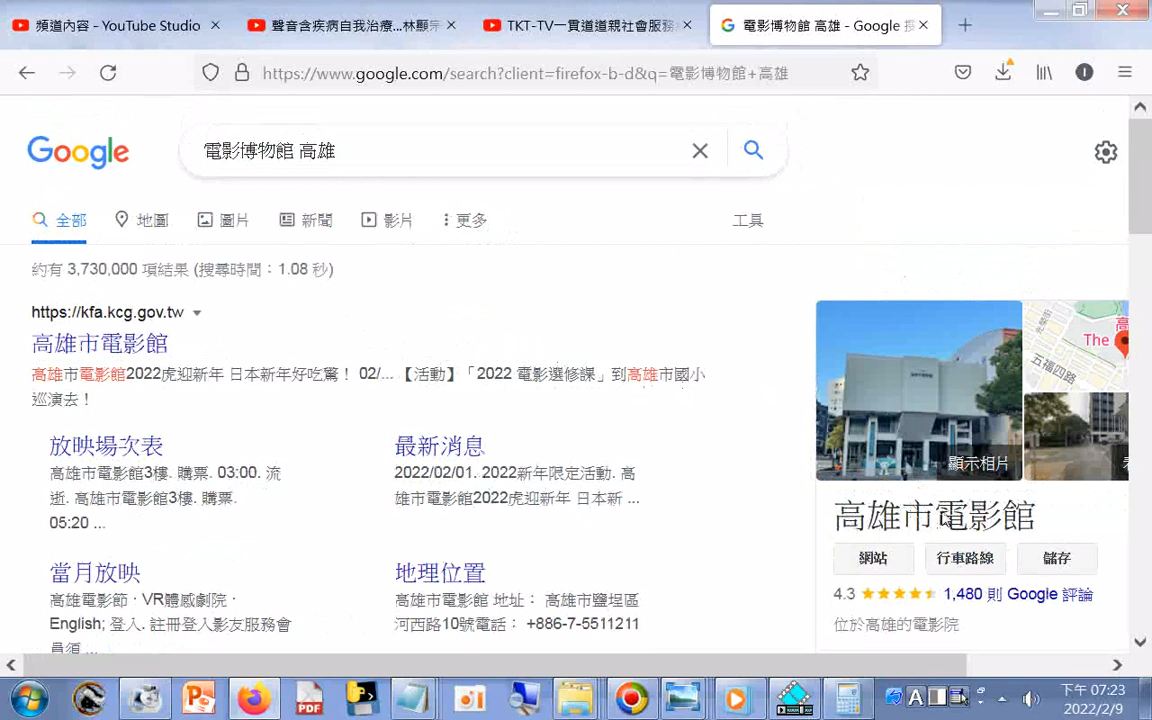 頻道內容 - YouTube Studio
聲音含疾病自我治療...林顯宗
TKT-TV一貫道道親社會服務
電影博物館 高雄 - Google 搜
https://www.google.com/search?client=firefox-b-d&q=電影博物館+高雄
Google
電影博物館 高雄
全部
地圖
圖片
新聞
影片
更多
工具
約有 3,730,000 項結果 (搜尋時間：1.08 秒)
https://kfa.kcg.gov.tw
高雄市電影館
高雄市電影館2022虎迎新年 日本新年好吃驚！ 02/... 【活動】「2022 電影選修課」到高雄市國小
巡演去！
放映場次表
高雄市電影館3樓. 購票. 03:00. 流
逝. 高雄市電影館3樓. 購票.
05:20 ...
最新消息
2022/02/01. 2022新年限定活動. 高
雄市電影館2022虎迎新年 日本新 ...
當月放映
高雄電影節 · VR體感劇院 ·
English; 登入. 註冊登入影友服務會
員須 ...
地理位置
高雄市電影館 地址： 高雄市鹽埕區
河西路10號電話： +886-7-5511211
顯示相片
The
高
五福四路
高雄市電影館
網站
行車路線
儲存
4.3
1,480 則 Google 評論
位於高雄的電影院
PDF
A
下午 07:23
2022/2/9